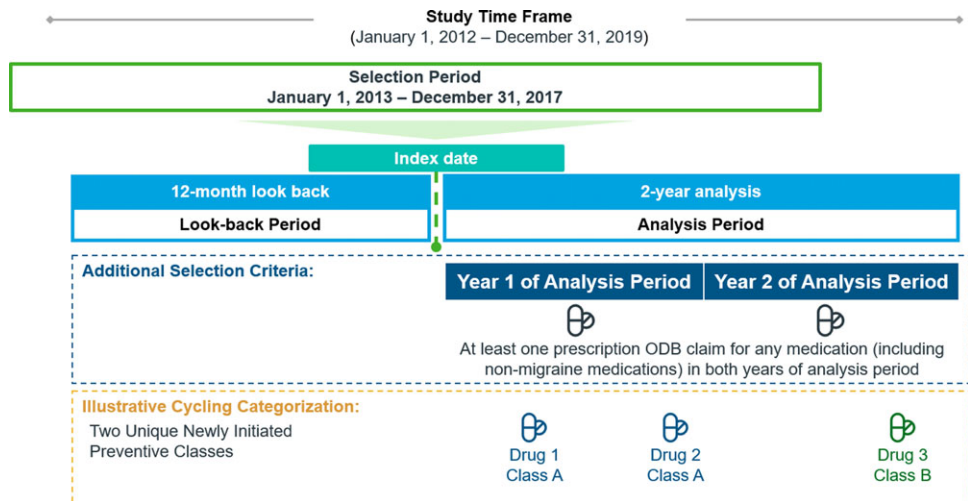 Study Time Frame
(January 1, 2012 – December 31, 2019)
Selection Period
January 1, 2013 – December 31, 2017
Index date
12-month look back
2-year analysis
Look-back Period
Analysis Period
Additional Selection Criteria:
Year 1 of Analysis Period
Year 2 of Analysis Period
At least one prescription ODB claim for any medication (including
non-migraine medications) in both years of analysis period
Illustrative Cycling Categorization:
Two Unique Newly Initiated
Preventive Classes
Drug 1
Class A
Drug 2
Class A
Drug 3
Class B